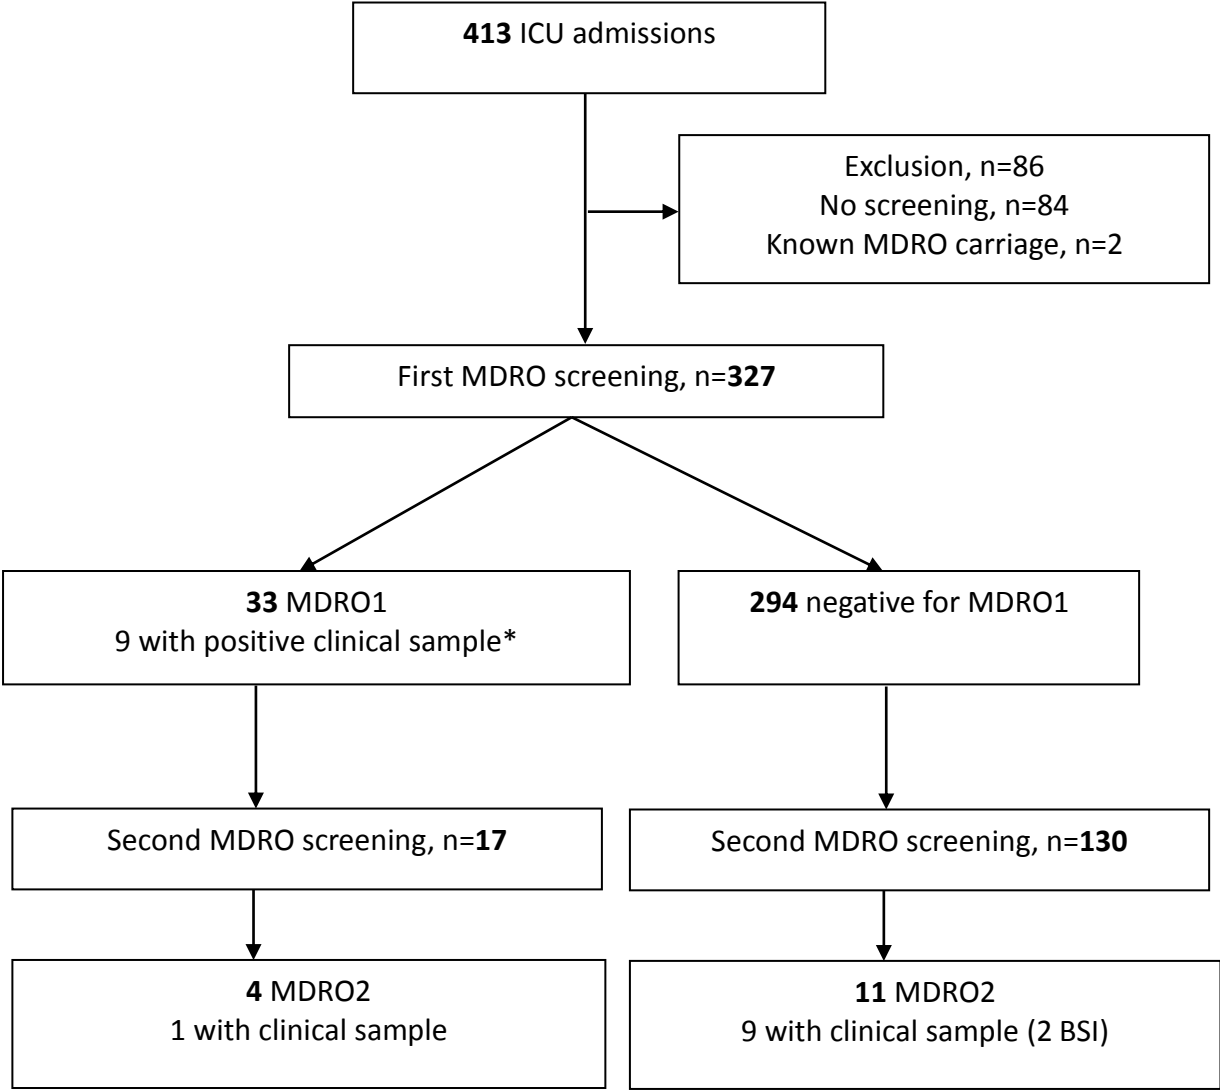 413 ICU admissions
Exclusion, n=86
No screening, n=84
Known MDRO carriage, n=2
First MDRO screening, n=327
33 MDRO1
9 with positive clinical sample*
294 negative for MDRO1
Second MDRO screening, n=17
Second MDRO screening, n=130
4 MDRO2
1 with clinical sample
11 MDRO2
9 with clinical sample (2 BSI)